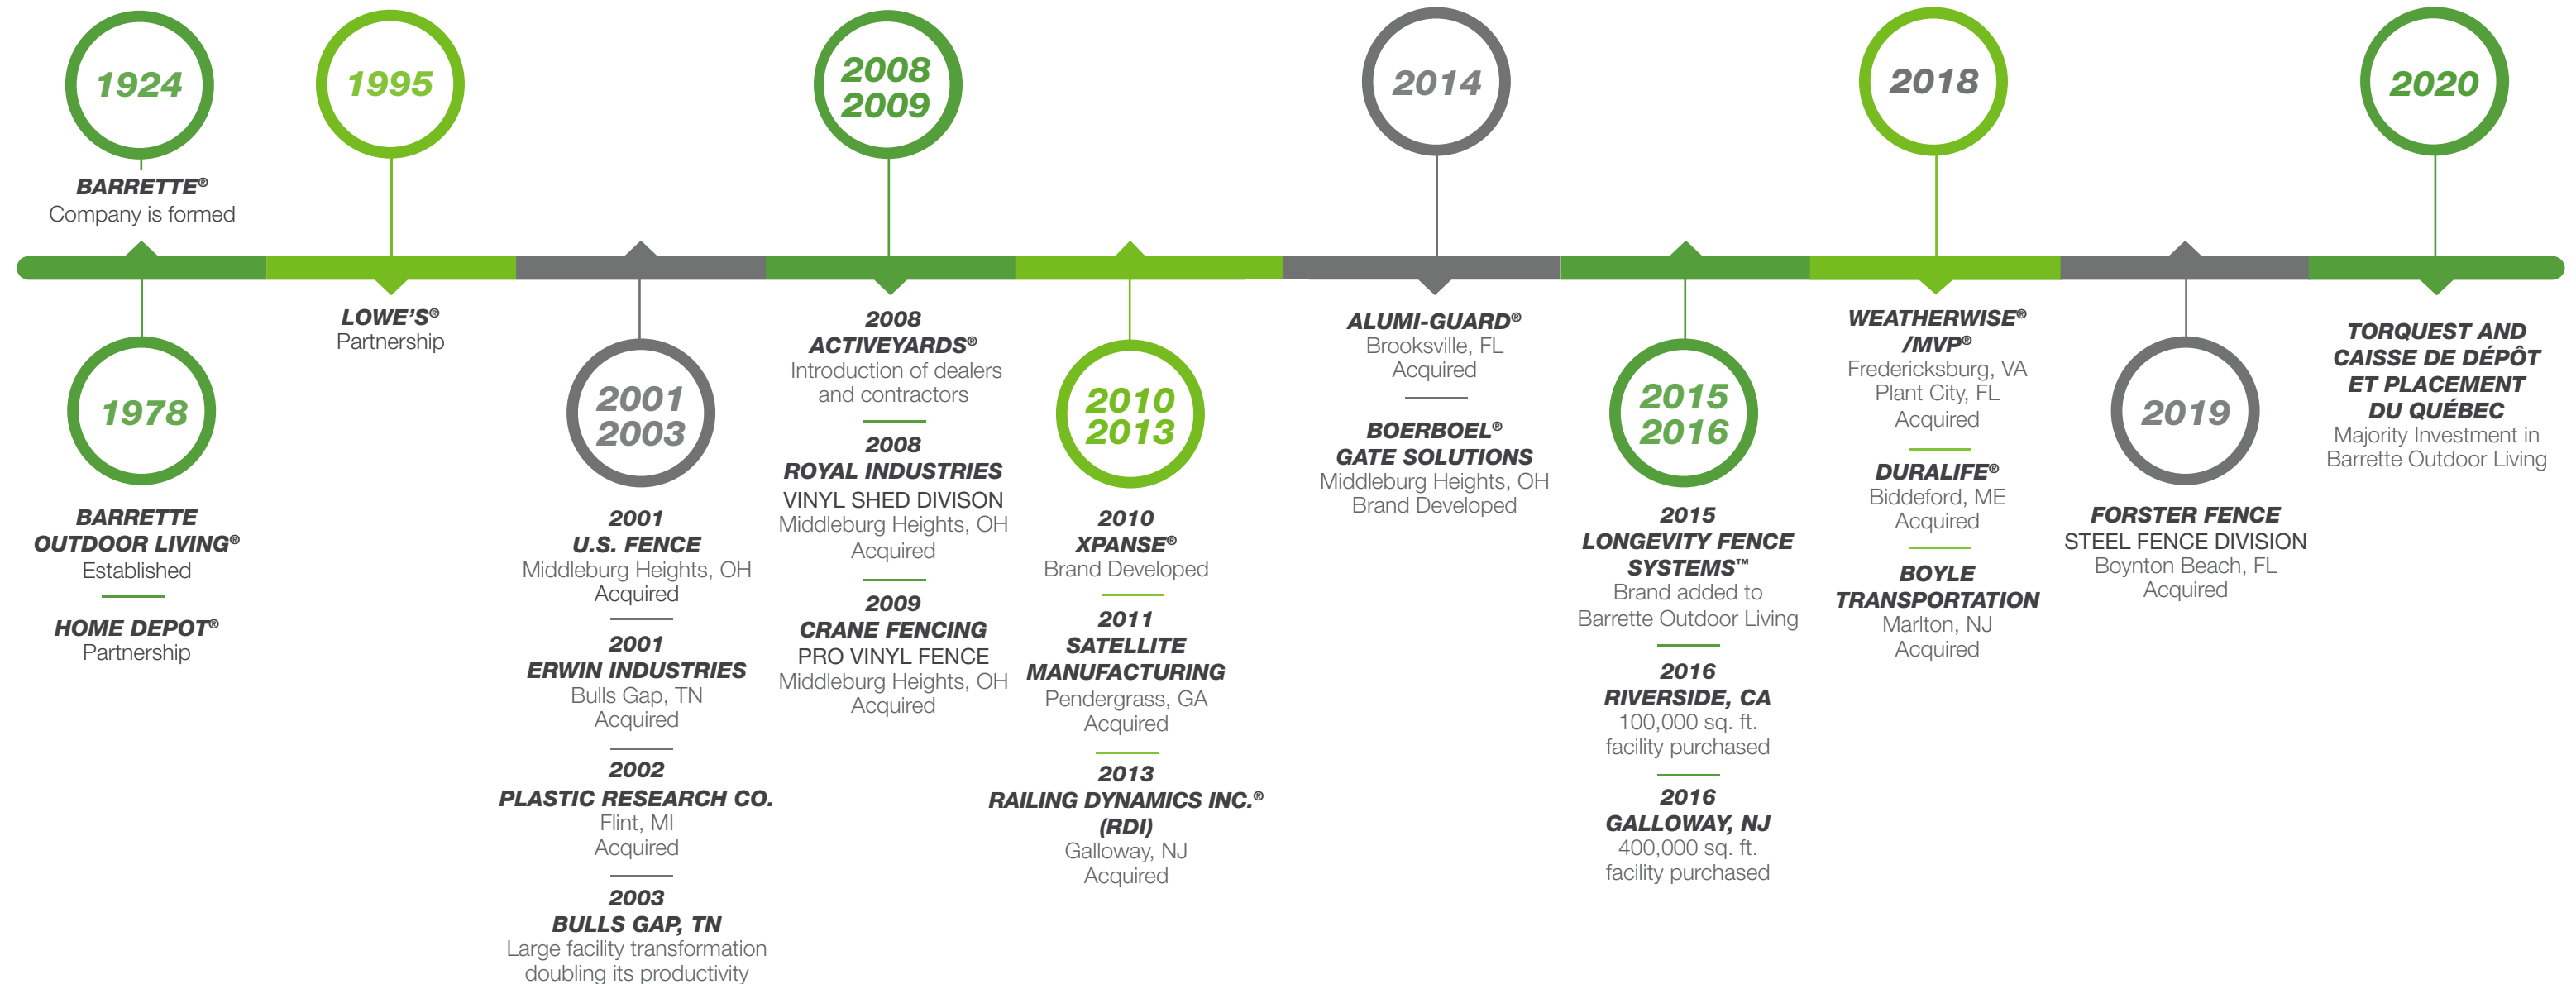 1924
BARRETTE®
Company is formed
1978
BARRETTE
OUTDOOR LIVING®
Established
HOME DEPOT®
Partnership
1995
LOWE'S®
Partnership
2001
2003
2001
U.S. FENCE
Middleburg Heights, OH
Acquired
2001
ERWIN INDUSTRIES
Bulls Gap, TN
Acquired
2002
PLASTIC RESEARCH CO.
Flint, MI
Acquired
2003
BULLS GAP, TN
Large facility transformation
doubling its productivity
2008
2009
2008
ACTIVEYARDS®
Introduction of dealers
and contractors
2008
ROYAL INDUSTRIES
VINYL SHED DIVISON
Middleburg Heights, OH
Acquired
2009
CRANE FENCING
PRO VINYL FENCE
Middleburg Heights, OH
Acquired
2010
2013
2010
XPANSE®
Brand Developed
2011
SATELLITE
MANUFACTURING
Pendergrass, GA
Acquired
2013
RAILING DYNAMICS INC.®
(RDI)
Galloway, NJ
Acquired
2014
ALUMI-GUARD®
Brooksville, FL
Acquired
BOERBOEL®
GATE SOLUTIONS
Middleburg Heights, OH
Brand Developed
2015
2016
2015
LONGEVITY FENCE
SYSTEMS™
Brand added to
Barrette Outdoor Living
2016
RIVERSIDE, CA
100,000 sq. ft.
facility purchased
2016
GALLOWAY, NJ
400,000 sq. ft.
facility purchased
2018
WEATHERWISE®
/MVP®
Fredericksburg, VA
Plant City, FL
Acquired
DURALIFE®
Biddeford, ME
Acquired
BOYLE
TRANSPORTATION
Marlton, NJ
Acquired
2019
FORSTER FENCE
STEEL FENCE DIVISION
Boynton Beach, FL
Acquired
2020
TORQUEST AND
CAISSE DE DÉPÔT
ET PLACEMENT
DU QUÉBEC
Majority Investment in
Barrette Outdoor Living